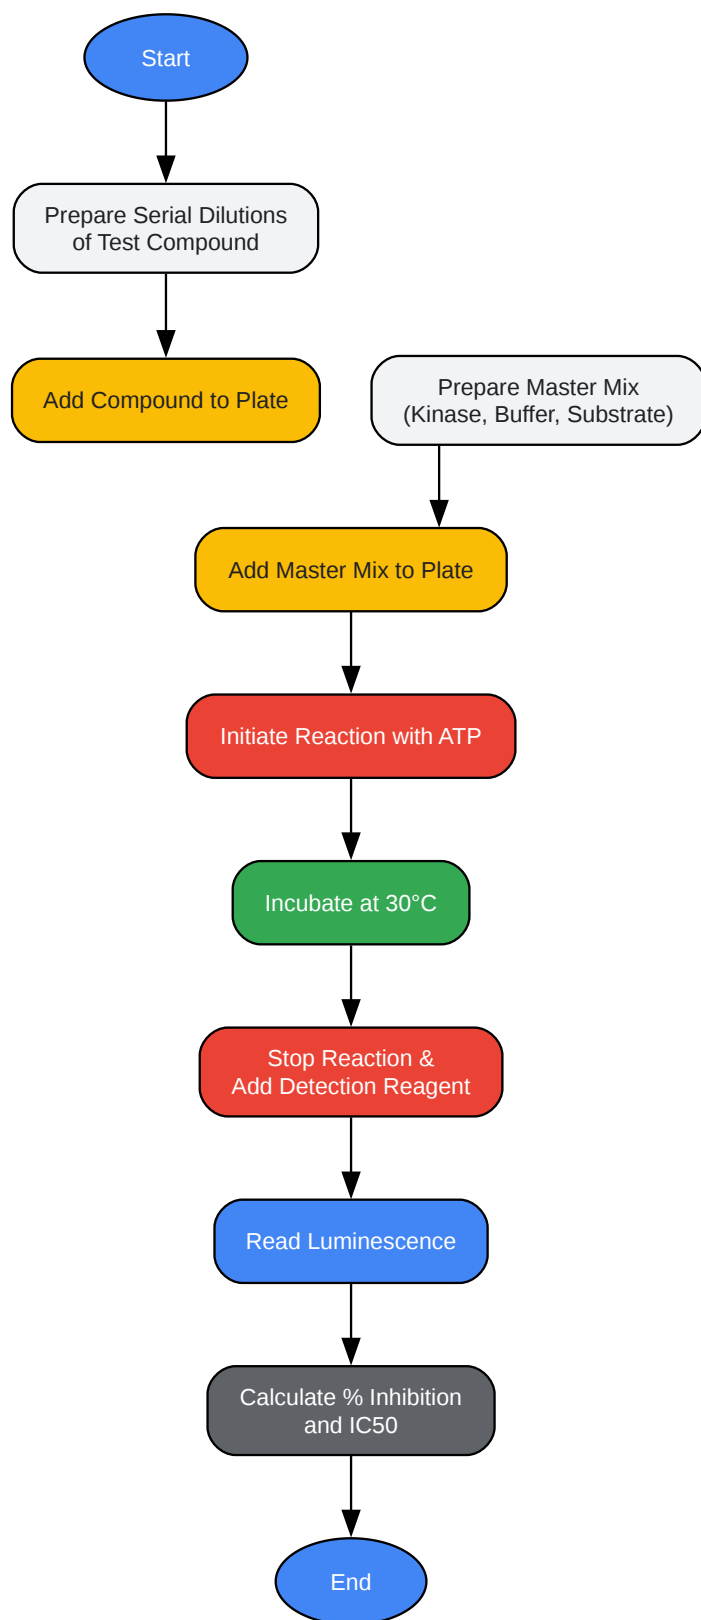 Start
Prepare Serial Dilutions
of Test Compound
Add Compound to Plate
Prepare Master Mix
(Kinase, Buffer, Substrate)
Add Master Mix to Plate
Initiate Reaction with ATP
Incubate at 30°C
Stop Reaction &
Add Detection Reagent
Read Luminescence
Calculate % Inhibition
and IC50
End